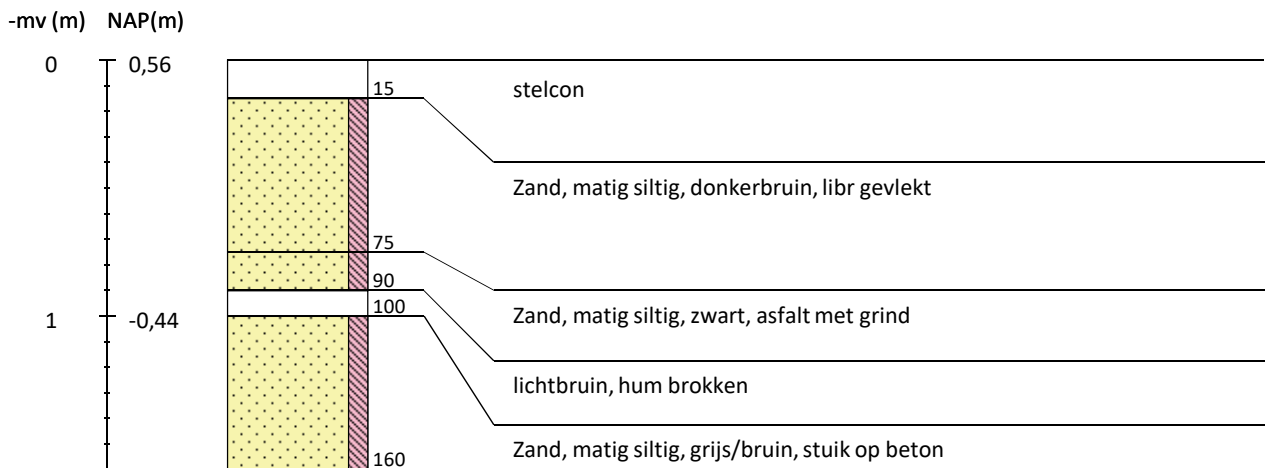 -mv (m) NAP(m)
0 0,56
15 stelcon
Zand, matig siltig, donkerbruin, libr gevlekt
75
90
100
1 -0,44 Zand, matig siltig, zwart, asfalt met grind
lichtbruin, hum brokken
Zand, matig siltig, grijs/bruin, stuik op beton
160